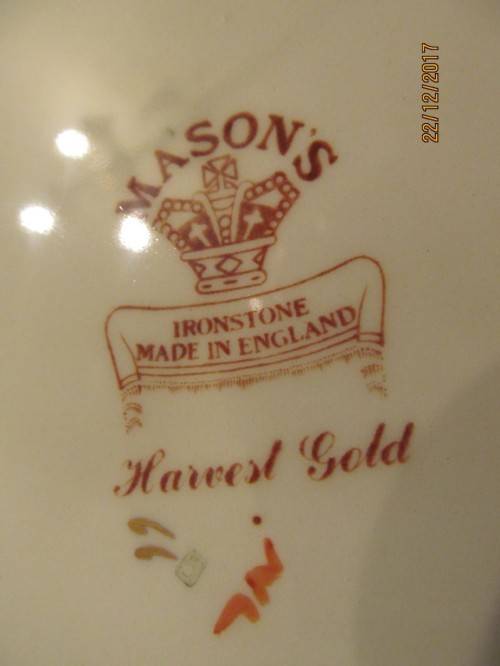 22/12/2017
MASON'S
IRONSTONE
MADE IN ENGLAND
Harvest Gold